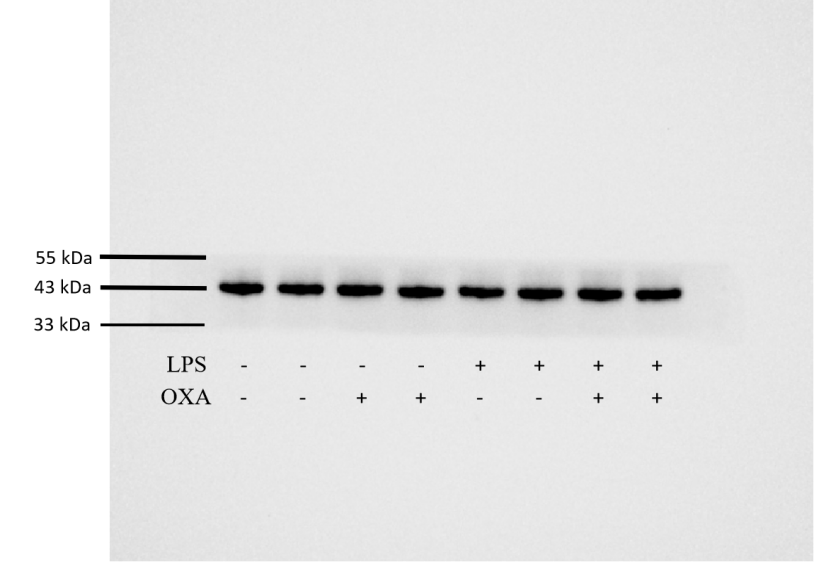 55 kDa
43 kDa
33 kDa
LPS - - - - + + + +
OXA - - + + - - + +